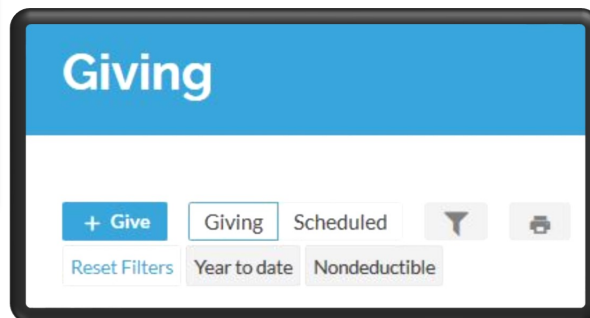 Giving
+ Give Giving Scheduled
Reset Filters Year to date Nondeductible